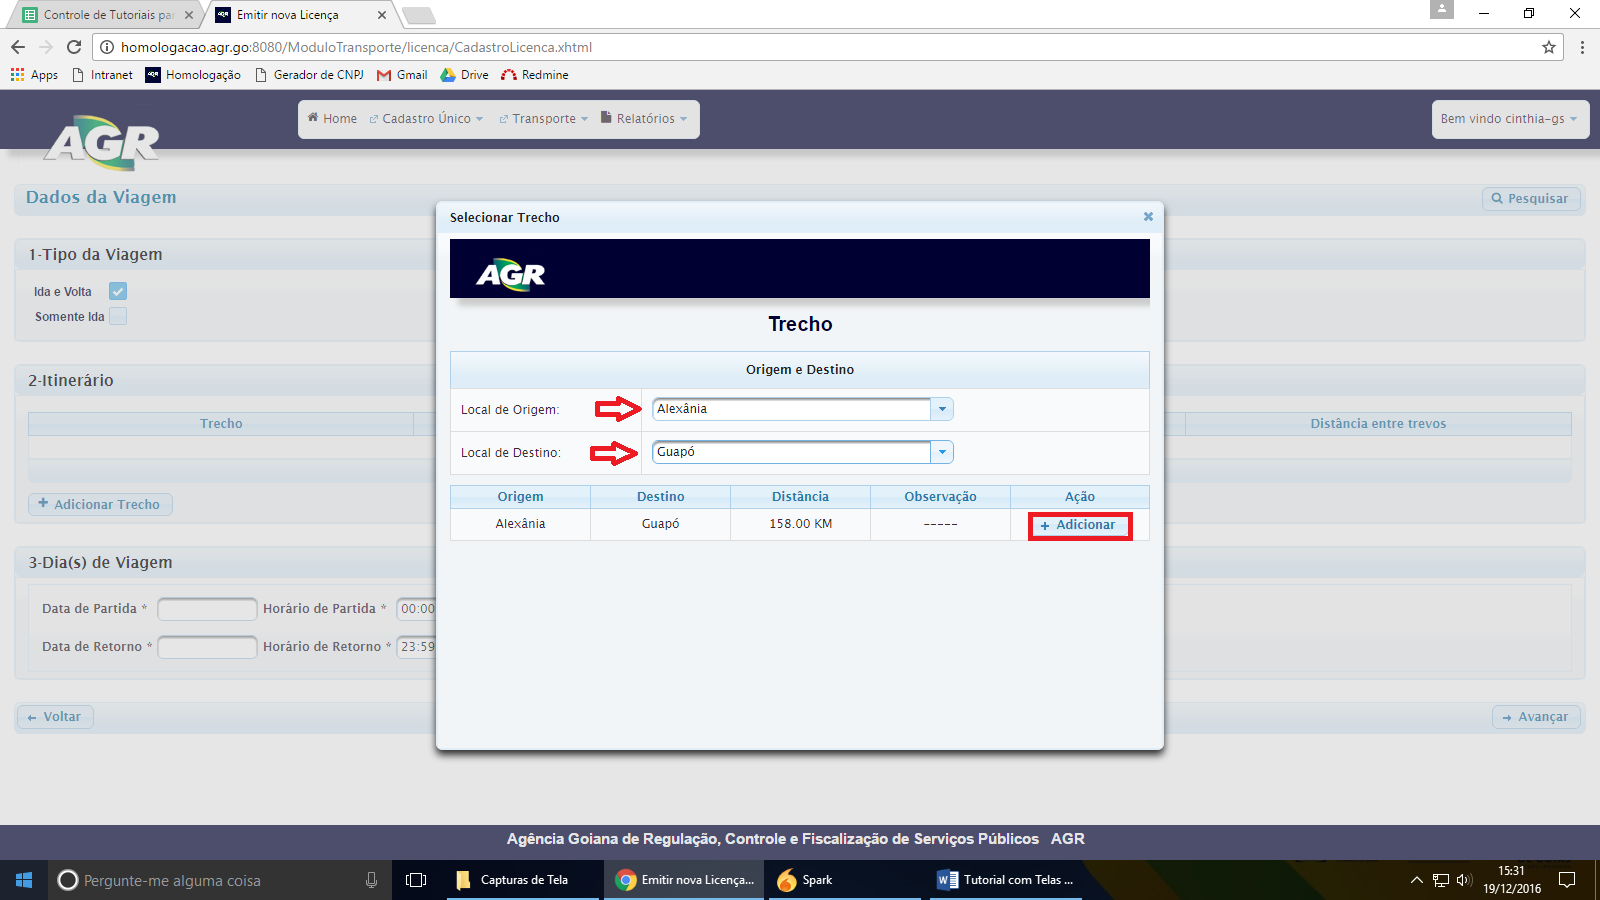 Controle de Tutoriais par
Emitir nova Licença
homologacao.agr.go:8080/ModuloTransporte/licenca/CadastroLicenca.xhtml
Apps Intranet Homologação Gerador de CNPJ Gmail Drive Redmine
AGR Home Cadastro Único Transporte Relatórios Bem vindo cinthia-gs
Dados da Viagem Pesquisar
Selecionar Trecho
AGR
Trecho
Origem e Destino
Local de Origem: Alexânia
Local de Destino: Guapó
Origem Destino Distância Observação Ação
Alexânia Guapó 158.00 KM ----- + Adicionar
1-Tipo da Viagem
Ida e Volta
Somente Ida
2-Itinerário
Trecho Distância entre trevos
+ Adicionar Trecho
3-Dia(s) de Viagem
Data de Partida * Horário de Partida * 00:00
Data de Retorno * Horário de Retorno * 23:59
Voltar Avançar
Agência Goiana de Regulação, Controle e Fiscalização de Serviços Públicos AGR
Pergunte-me alguma coisa Capturas de Tela Emitir nova Licença... Spark Tutorial com Telas ...
15:31
19/12/2016